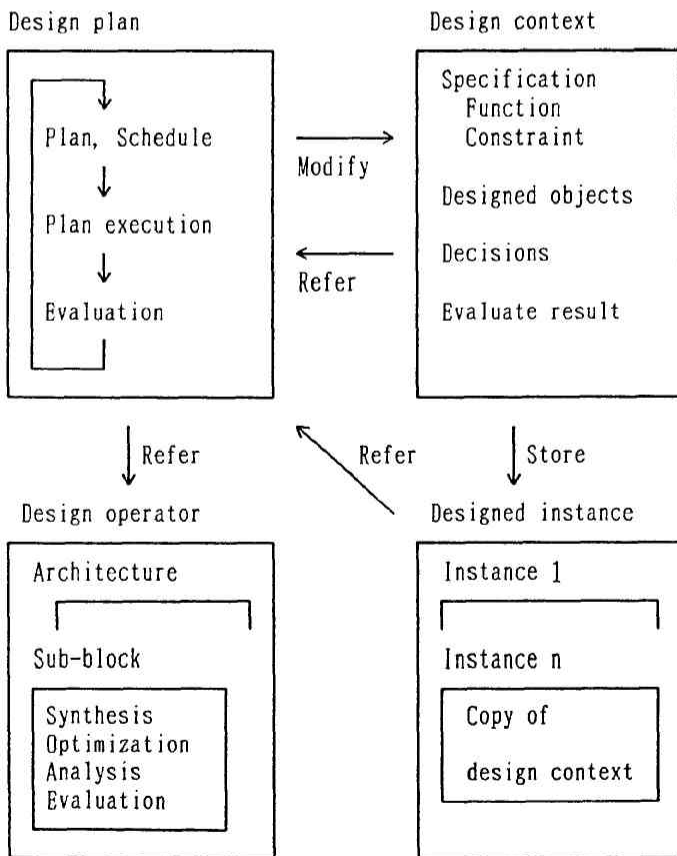 Design plan
Plan, Schedule
Plan execution
Evaluation
Modify
Refer
Design context
Specification
Function
Constraint
Designed objects
Decisions
Evaluate result
Refer
Refer
Store
Design operator
Architecture
Sub-block
Synthesis
Optimization
Analysis
Evaluation
Designed instance
Instance 1
Instance n
Copy of
design context